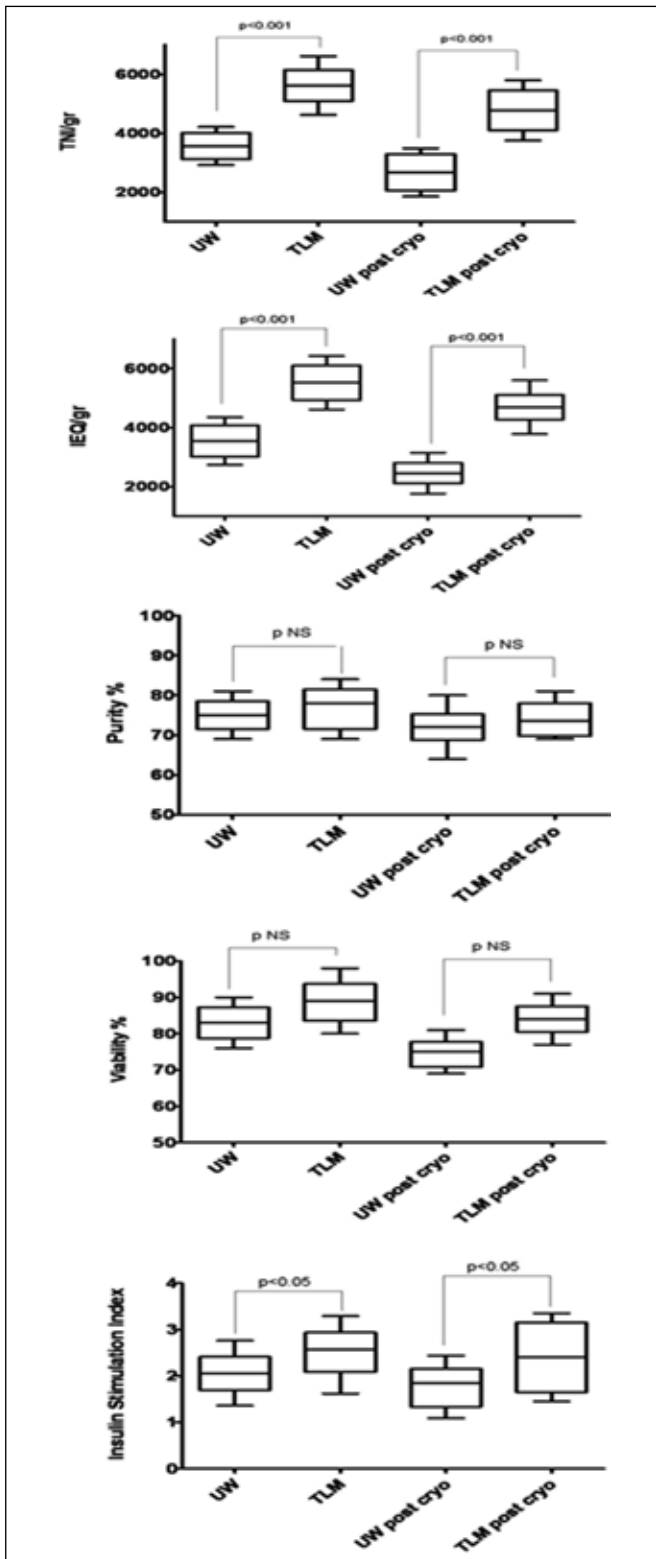 p<0.001
p<0.001
6000
4000
2000
TNI/gr
UW
TLM
UW post cryo
TLM post cryo
p<0.001
p<0.001
6000
4000
2000
IEQ/gr
UW
TLM
UW post cryo
TLM post cryo
100
90
80
70
60
50
Purity %
p NS
p NS
UW
TLM
UW post cryo
TLM post cryo
p NS
p NS
100
90
80
70
60
50
Viability %
UW
TLM
UW post cryo
TLM post cryo
p<0.05
p<0.05
4
3
2
1
0
Insulin Stimulation Index
UW
TLM
UW post cryo
TLM post cryo